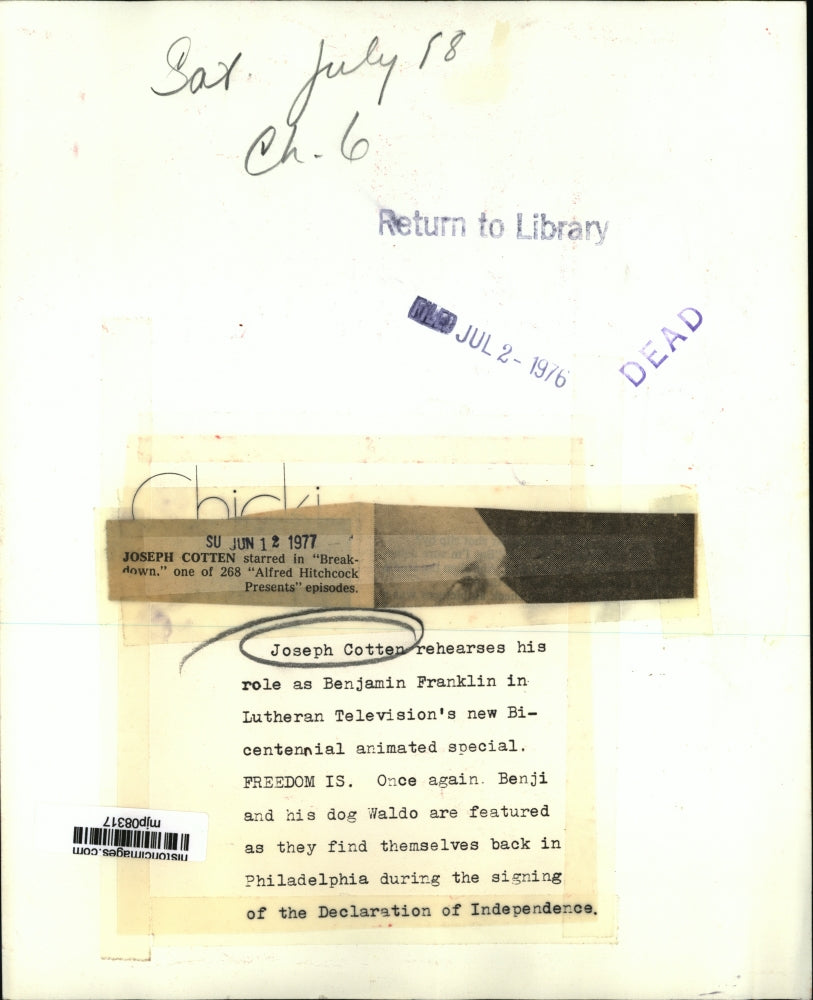 Sat. July 18
Ch. 6
Return to Library
FILED JUL 2 - 1976
DEAD
Chicki
SU JUN 12 1977
JOSEPH COTTEN starred in “Break-
down,” one of 268 “Alfred Hitchcock
Presents” episodes.
Joseph Cotten rehearses his
role as Benjamin Franklin in
Lutheran Television's new Bi-
centennial animated special.
FREEDOM IS. Once again. Benji
and his dog Waldo are featured
as they find themselves back in
Philadelphia during the signing
of the Declaration of Independence.
historicimages.com
mjp08317